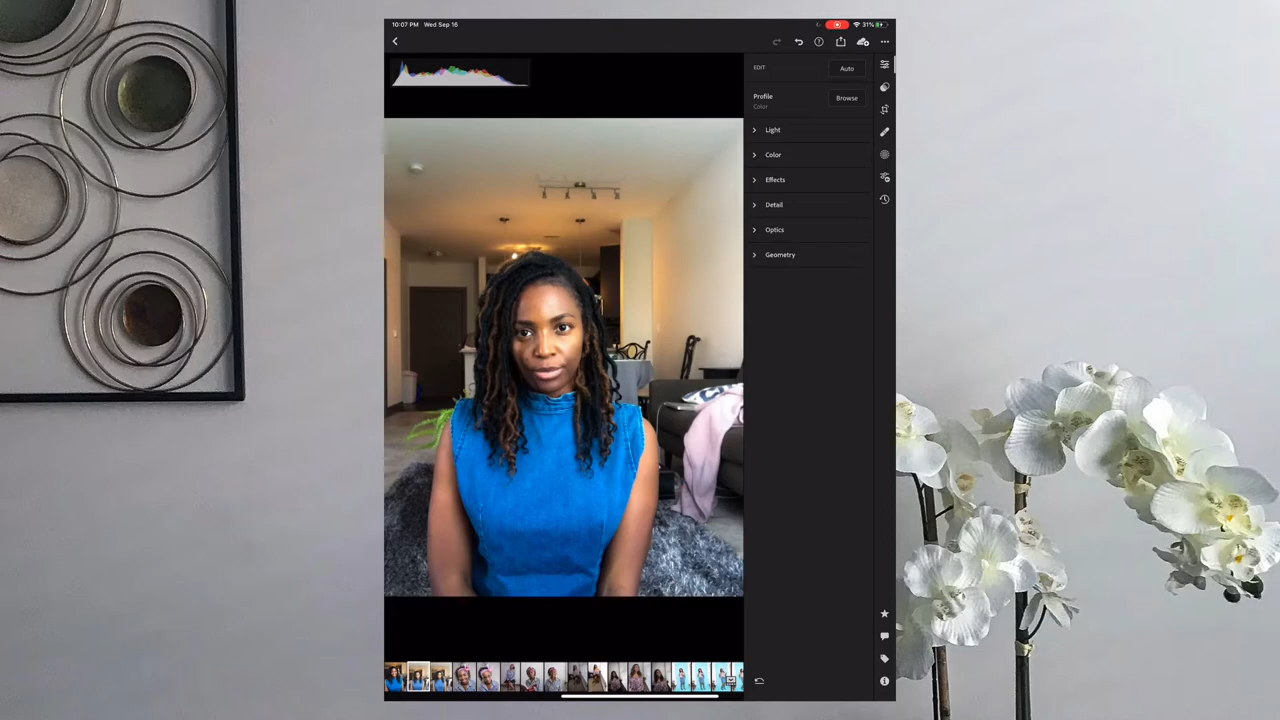 10:07 PM Wed Sep 16
31%
EDIT
Auto
Profile
Color
Browse
Light
Color
Effects
Detail
Optics
Geometry